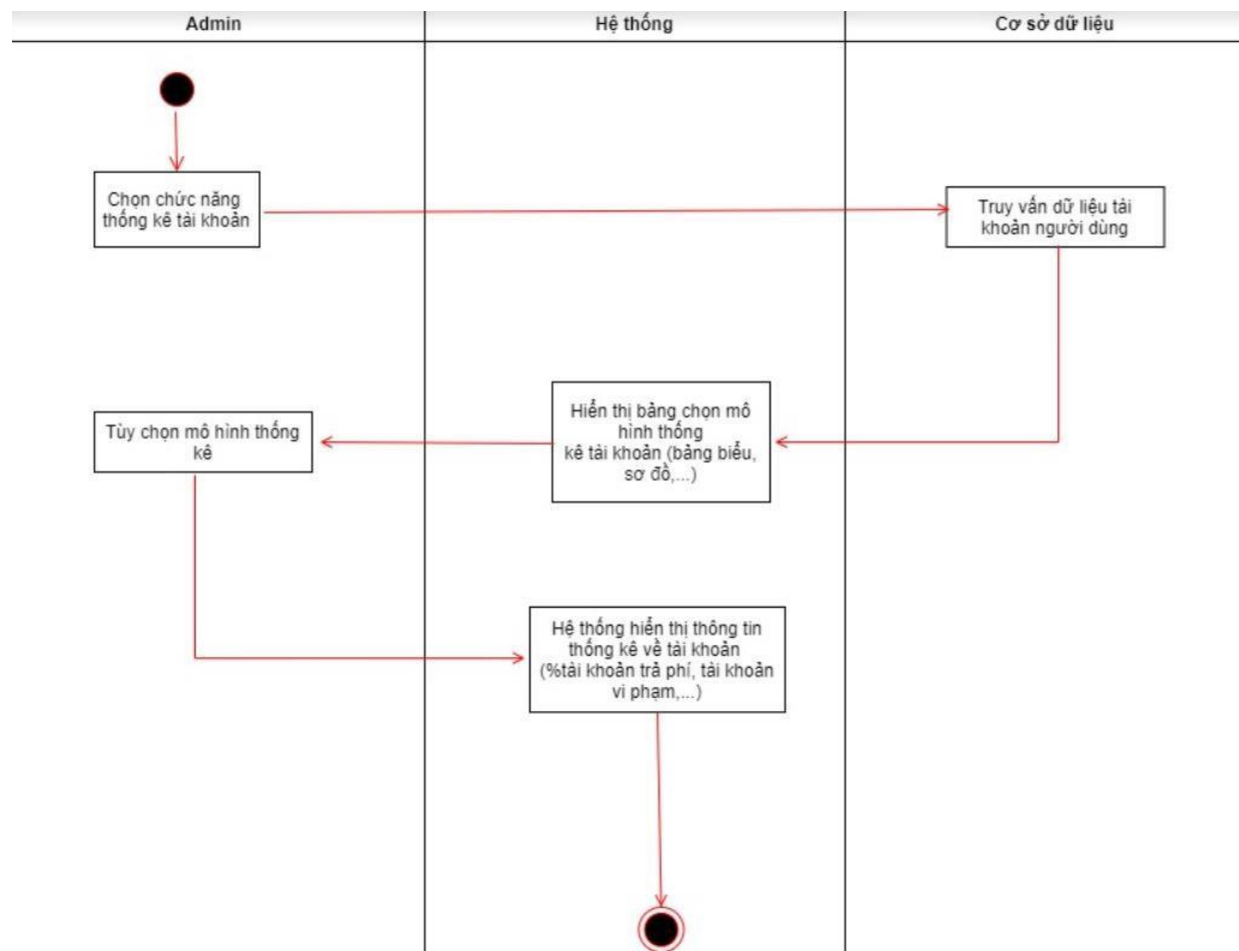 Admin
Hệ thống
Cơ sở dữ liệu
Chọn chức năng
thống kê tài khoản
Truy vấn dữ liệu tài
khoản người dùng
Hiển thị bảng chọn mô
hình thống
kê tài khoản (bảng biểu,
sơ đồ,...)
Tùy chọn mô hình thống
kê
Hệ thống hiển thị thông tin
thống kê về tài khoản
(%tài khoản trả phí, tài khoản
vi phạm,...)